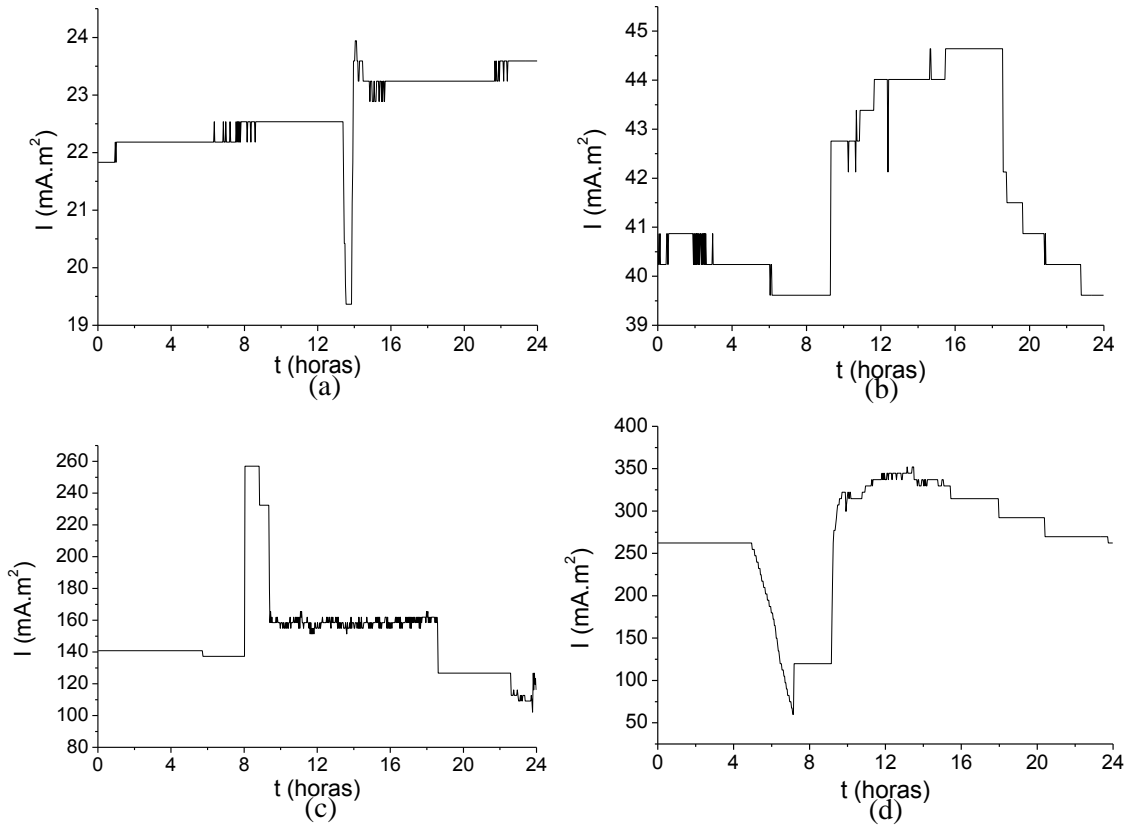 24
23
22
21
20
19
I (mA.m²)
0 4 8 12 16 20 24
t (horas)
(a)
45
44
43
42
41
40
39
I (mA.m²)
0 4 8 12 16 20 24
t (horas)
(b)
260
240
220
200
180
160
140
120
100
80
I (mA.m²)
0 4 8 12 16 20 24
t (horas)
(c)
400
350
300
250
200
150
100
50
I (mA.m²)
0 4 8 12 16 20 24
t (horas)
(d)